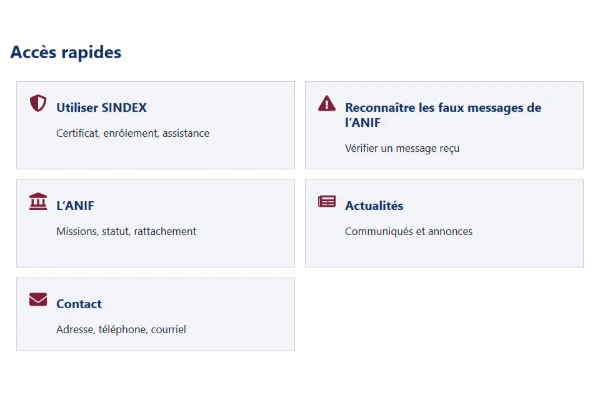 Accès rapides
Utiliser SINDEX
Certificat, enrôlement, assistance
Reconnaître les faux messages de
l’ANIF
Vérifier un message reçu
L’ANIF
Missions, statut, rattachement
Actualités
Communiqués et annonces
Contact
Adresse, téléphone, courriel